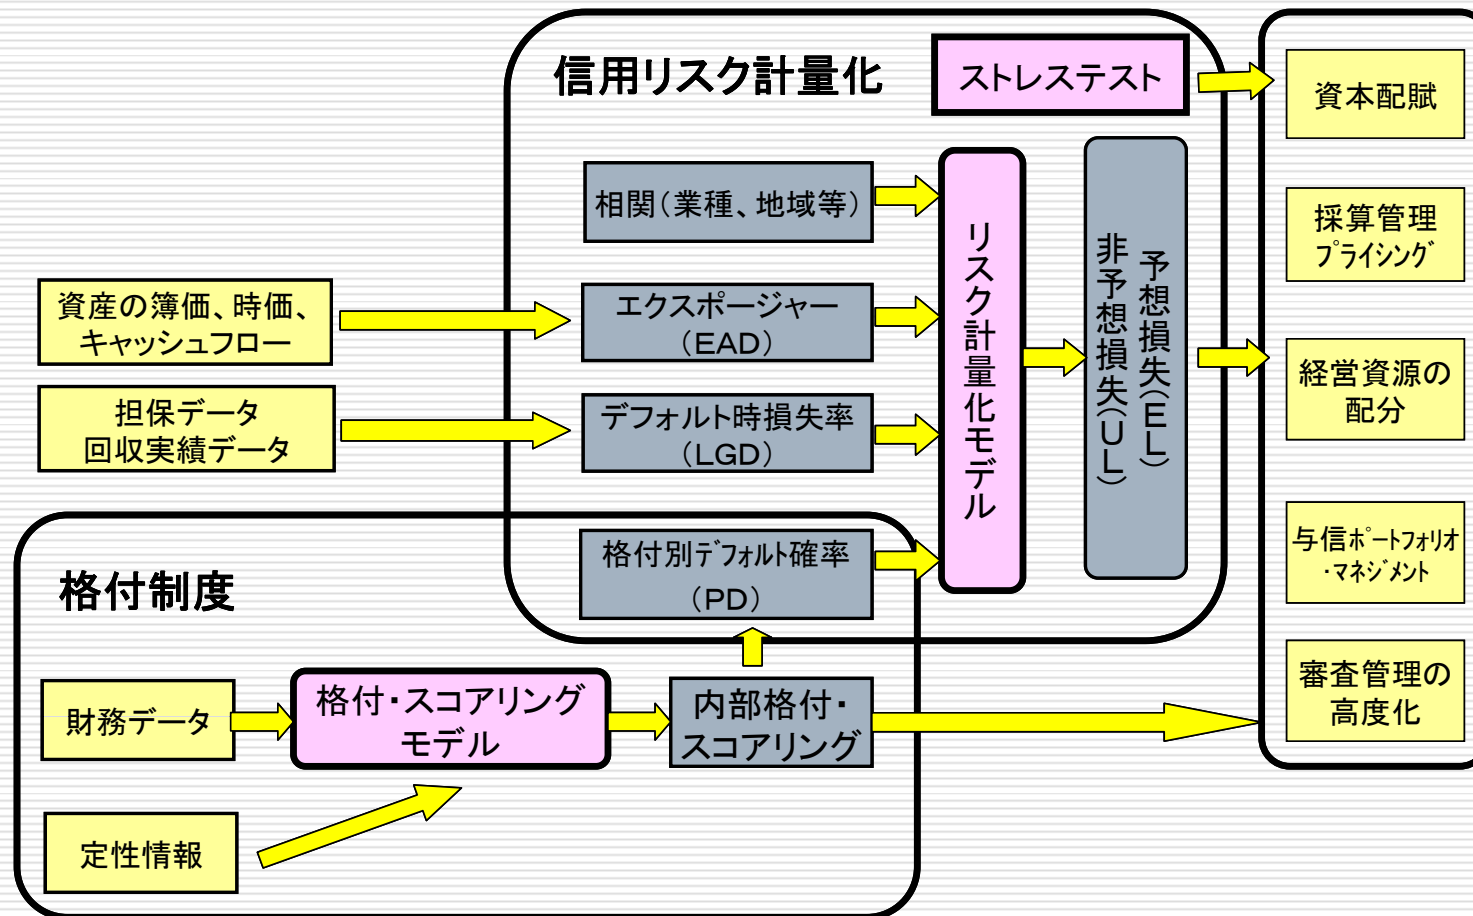 信用リスク計量化
ストレステスト
資本配賦
相関（業種、地域等）
採算管理
ﾌﾟﾗｲｼﾝｸﾞ
資産の簿価、時価、
キャッシュフロー
エクスポージャー
（EAD）
リスク計量化モデル
予想損失（EL）
非予想損失（UL）
経営資源の
配分
担保データ
回収実績データ
デフォルト時損失率
（LGD）
格付制度
格付別ﾃﾞﾌｫﾙﾄ確率
（PD）
与信ﾎﾟｰﾄﾌｫﾘｵ
・ﾏﾈｼﾞﾒﾝﾄ
財務データ
格付・スコアリング
モデル
内部格付・
スコアリング
審査管理の
高度化
定性情報